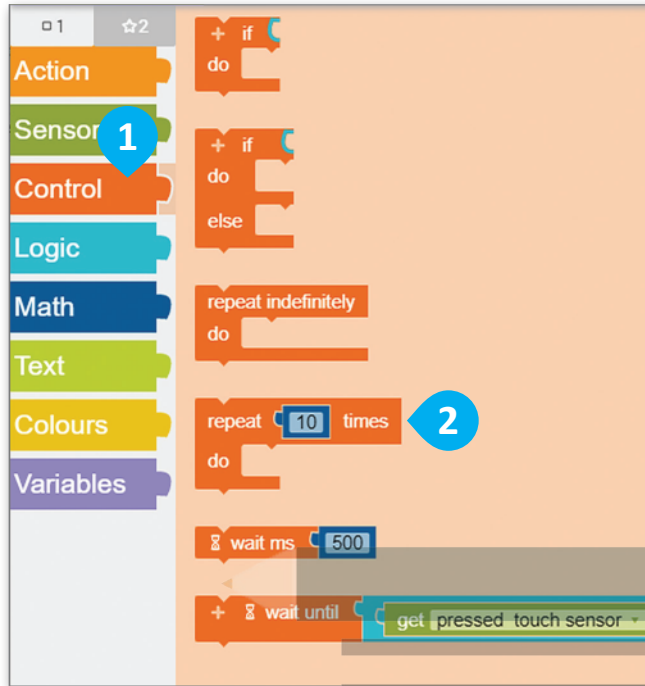 1
2
Action
Sensor
1
Control
Logic
Math
Text
Colours
Variables
+ if
do
+ if
do
else
repeat indefinitely
do
repeat 10 times
2
do
wait ms 500
+ wait until get pressed touch sensor